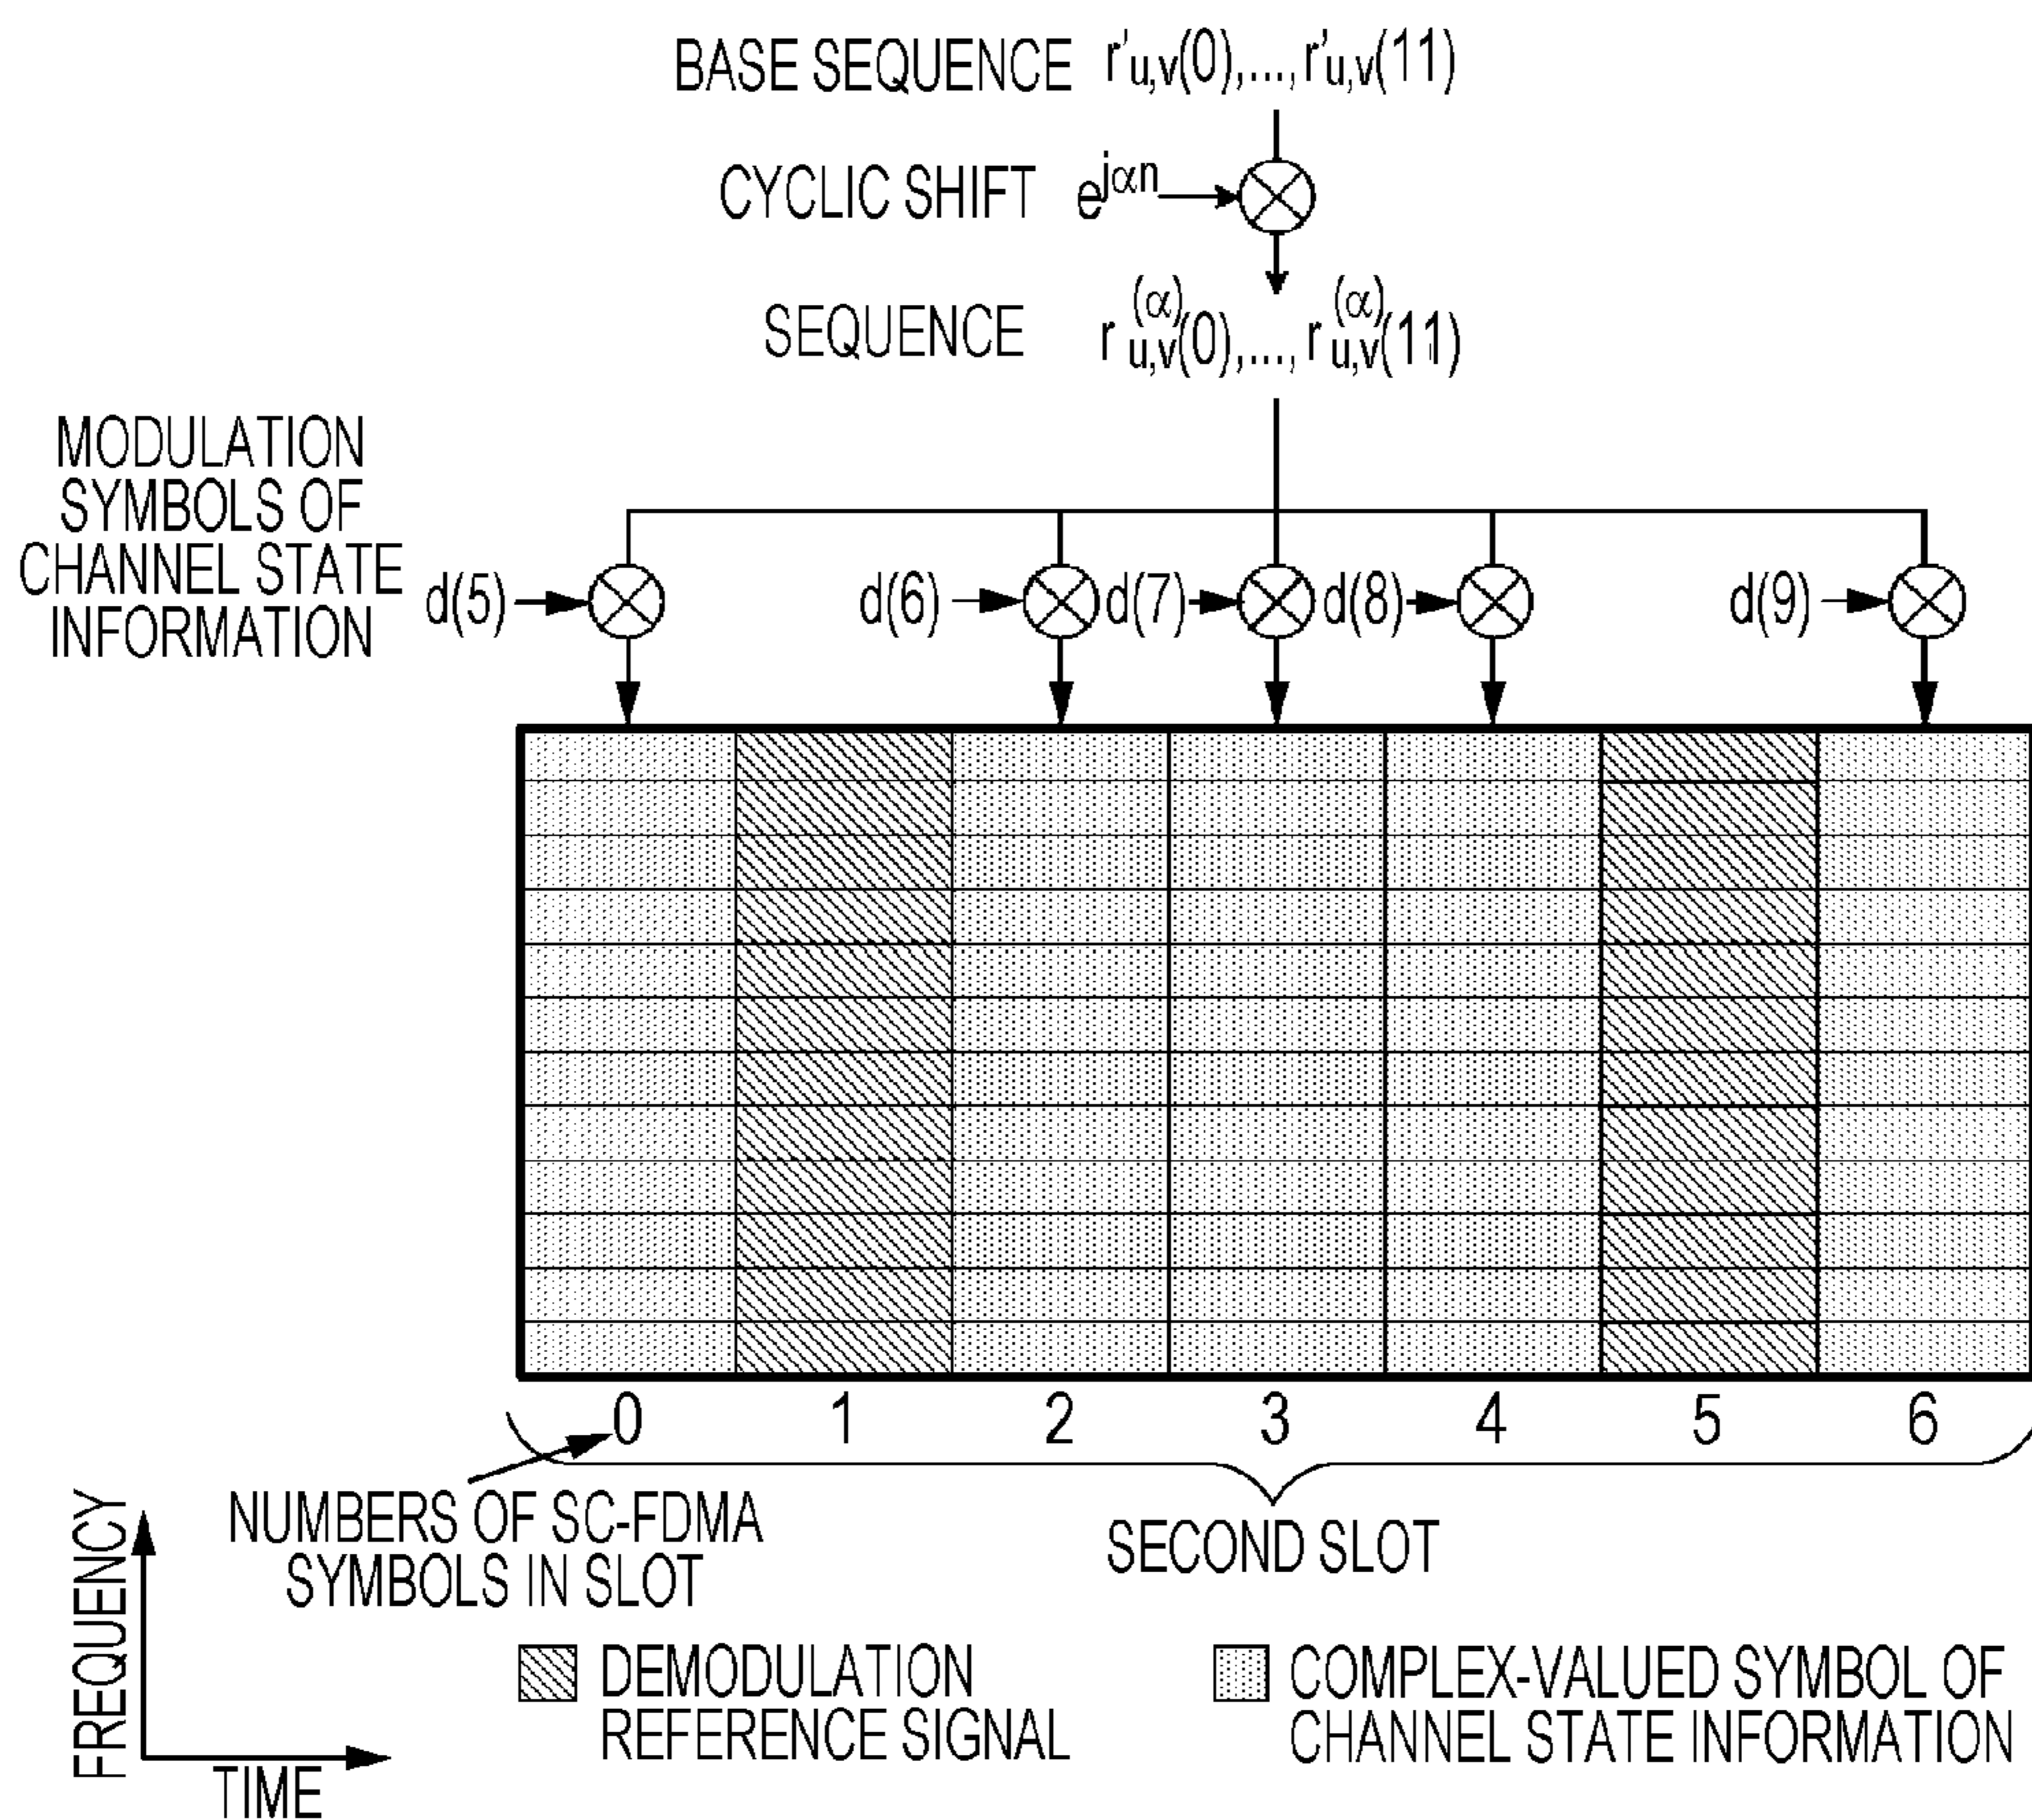 BASE SEQUENCE r'u,v(0),...,r'u,v(11)
CYCLIC SHIFT e^jαn
SEQUENCE r(α)u,v(0),...,r(α)u,v(11)
MODULATION
SYMBOLS OF
CHANNEL STATE
INFORMATION
d(5) d(6) d(7) d(8) d(9)
0 1 2 3 4 5 6
NUMBERS OF SC-FDMA
SYMBOLS IN SLOT
SECOND SLOT
FREQUENCY
TIME
DEMODULATION
REFERENCE SIGNAL
COMPLEX-VALUED SYMBOL OF
CHANNEL STATE INFORMATION